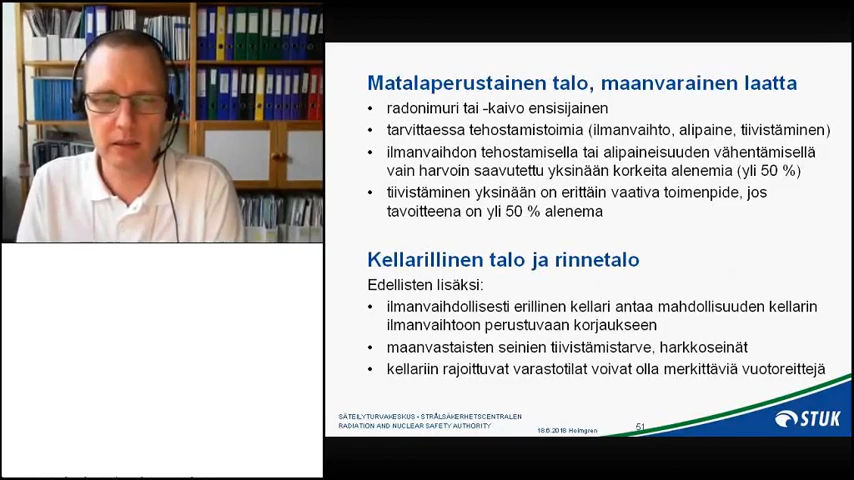 Matalaperustainen talo, maanvarainen laatta
• radonimuri tai -kaivo ensisijainen
• tarvittaessa tehostamistoimia (ilmanvaihto, alipaine, tiivistäminen)
• ilmanvaihdon tehostamisella tai alipaineisuuden vähentämisellä
vain harvoin saavutettu yksinään korkeita alenemia (yli 50 %)
• tiivistäminen yksinään on erittäin vaativa toimenpide, jos
tavoitteena on yli 50 % alenema
Kellarillinen talo ja rinnetalo
Edellisten lisäksi:
• ilmanvaihdollisesti erillinen kellari antaa mahdollisuuden kellarin
ilmanvaihtoon perustuvaan korjaukseen
• maanvastaisten seinien tiivistämistarve, harkkoseinät
• kellariin rajoittuvat varastotilat voivat olla merkittäviä vuotoreittejä
SÄTEILYTURVAKESKUS • STRÅLSÄKERHETSCENTRALEN
RADIATION AND NUCLEAR SAFETY AUTHORITY
18.6.2018 Holmgren
51
STUK